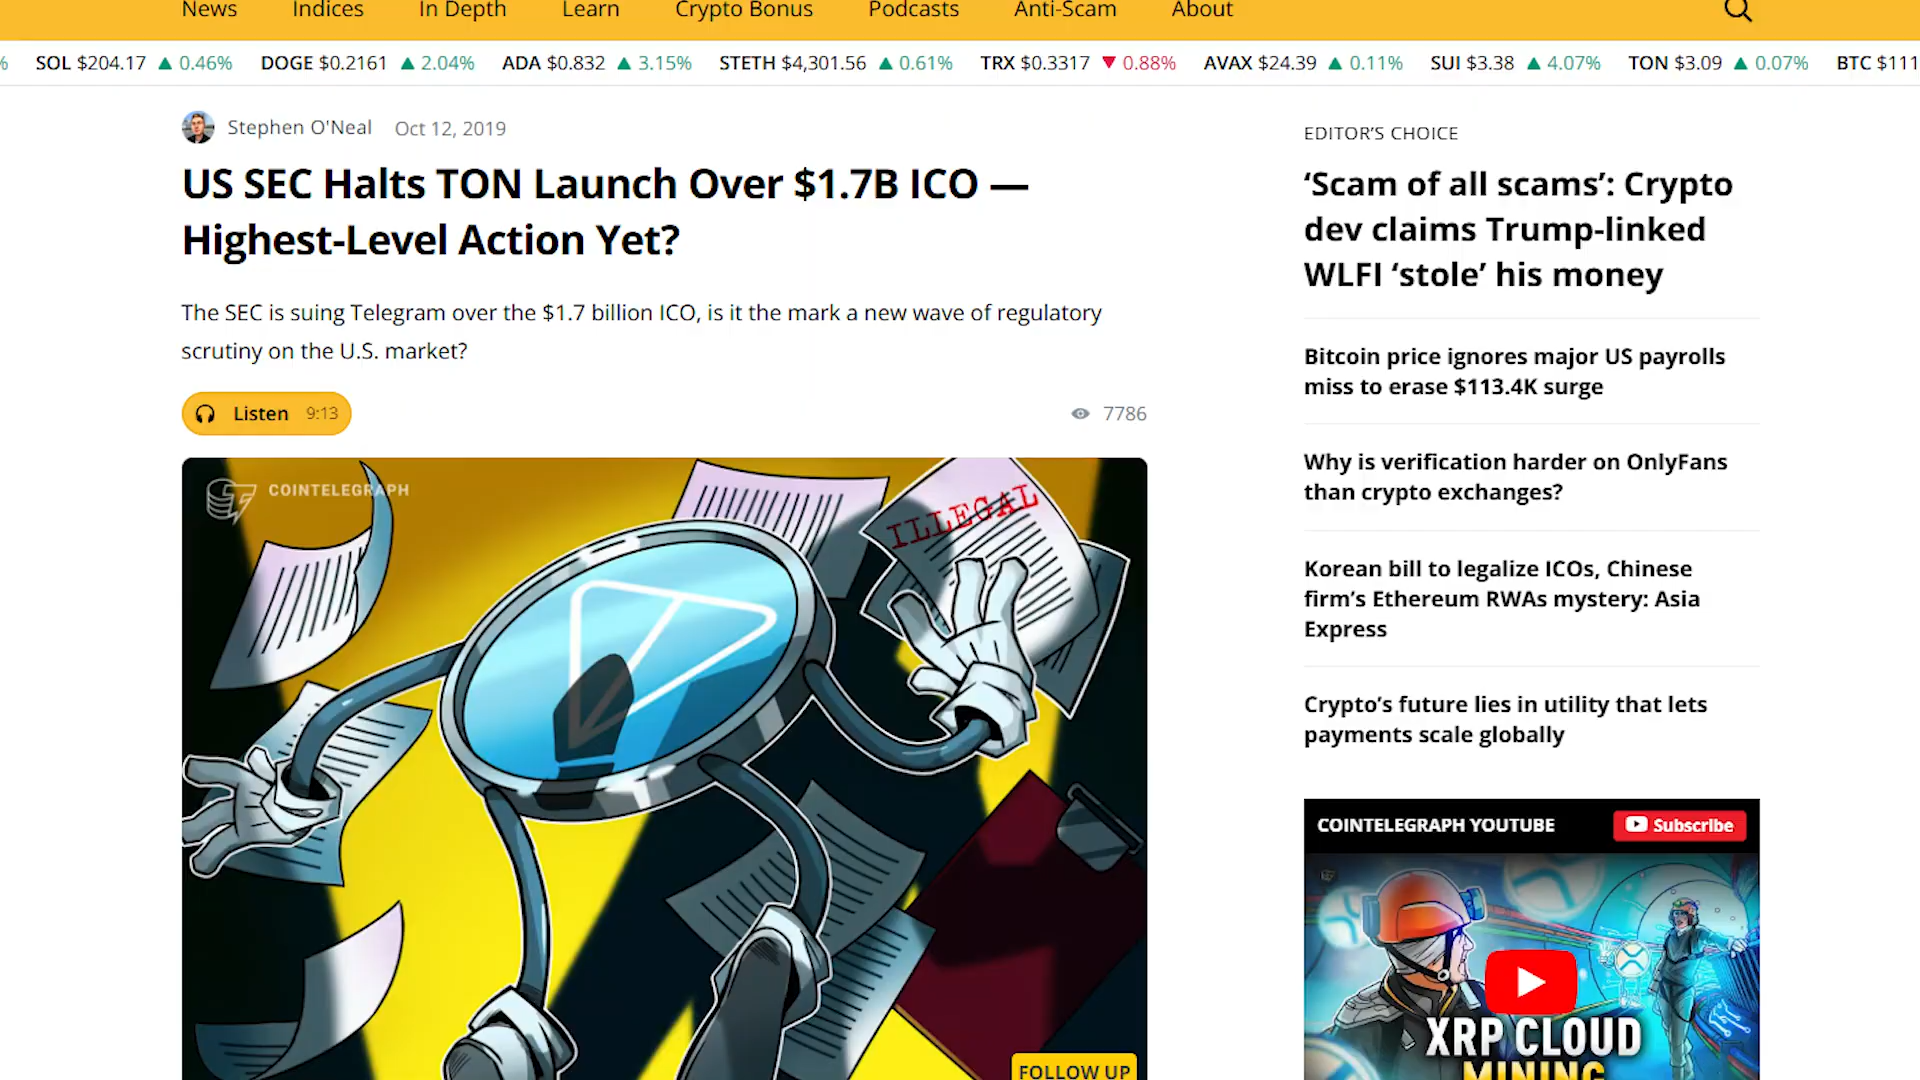 News Indices In Depth Learn Crypto Bonus Podcasts Anti-Scam About
% SOL $204.17 ▲ 0.46% DOGE $0.2161 ▲ 2.04% ADA $0.832 ▲ 3.15% STETH $4,301.56 ▲ 0.61% TRX $0.3317 ▼ 0.88% AVAX $24.39 ▲ 0.11% SUI $3.38 ▲ 4.07% TON $3.09 ▲ 0.07% BTC $111
Stephen O'Neal Oct 12, 2019
US SEC Halts TON Launch Over $1.7B ICO —
Highest-Level Action Yet?
The SEC is suing Telegram over the $1.7 billion ICO, is it the mark a new wave of regulatory
scrutiny on the U.S. market?
Listen 9:13
7786
COINTELEGRAPH
ILLEGAL
FOLLOW UP
EDITOR’S CHOICE
‘Scam of all scams’: Crypto
dev claims Trump-linked
WLFI ‘stole’ his money
Bitcoin price ignores major US payrolls
miss to erase $113.4K surge
Why is verification harder on OnlyFans
than crypto exchanges?
Korean bill to legalize ICOs, Chinese
firm’s Ethereum RWAs mystery: Asia
Express
Crypto’s future lies in utility that lets
payments scale globally
COINTELEGRAPH YOUTUBE Subscribe
XRP CLOUD
MINING